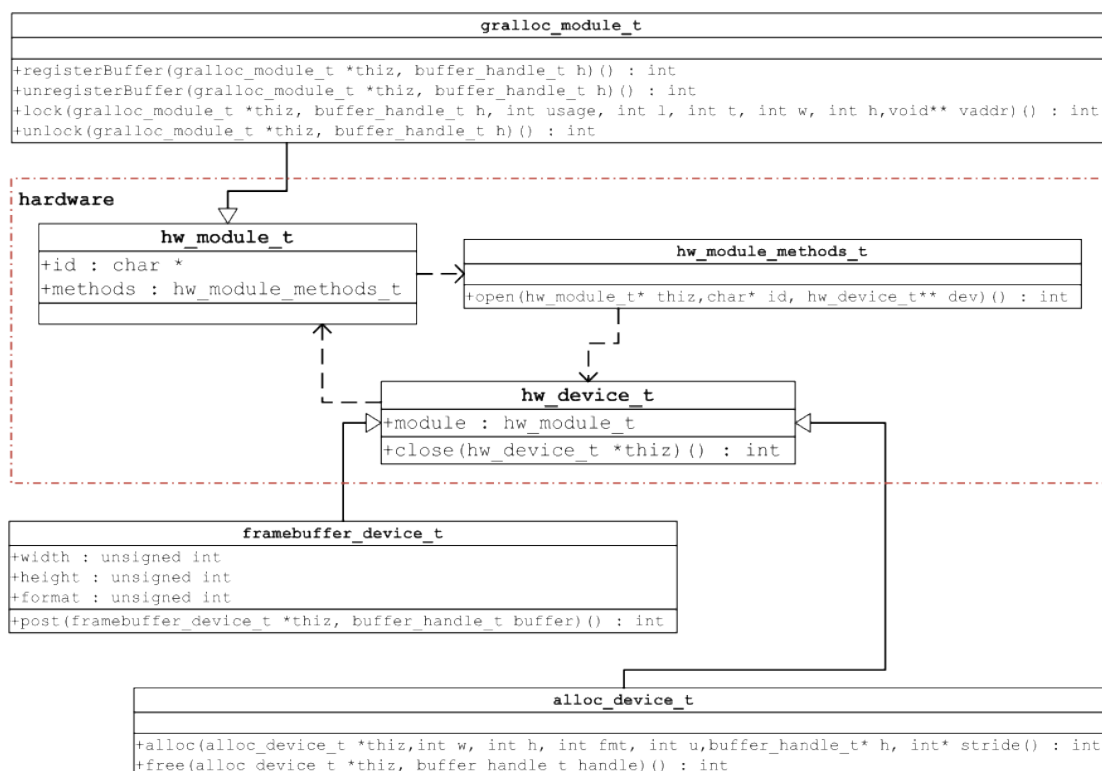 gralloc_module_t
+registerBuffer(gralloc_module_t *thiz, buffer_handle_t h)() : int
+unregisterBuffer(gralloc_module_t *thiz, buffer_handle_t h)() : int
+lock(gralloc_module_t *thiz, buffer_handle_t h, int usage, int l, int t, int w, int h,void** vaddr)() : int
+unlock(gralloc_module_t *thiz, buffer_handle_t h)() : int
hardware
hw_module_t
+id : char *
+methods : hw_module_methods_t
hw_module_methods_t
+open(hw_module_t* thiz,char* id, hw_device_t** dev)() : int
hw_device_t
+module : hw_module_t
+close(hw_device_t *thiz)() : int
framebuffer_device_t
+width : unsigned int
+height : unsigned int
+format : unsigned int
+post(framebuffer_device_t *thiz, buffer_handle_t buffer)() : int
alloc_device_t
+alloc(alloc_device_t *thiz,int w, int h, int fmt, int u,buffer_handle_t* h, int* stride() : int
+free(alloc_device_t *thiz, buffer_handle_t handle)() : int